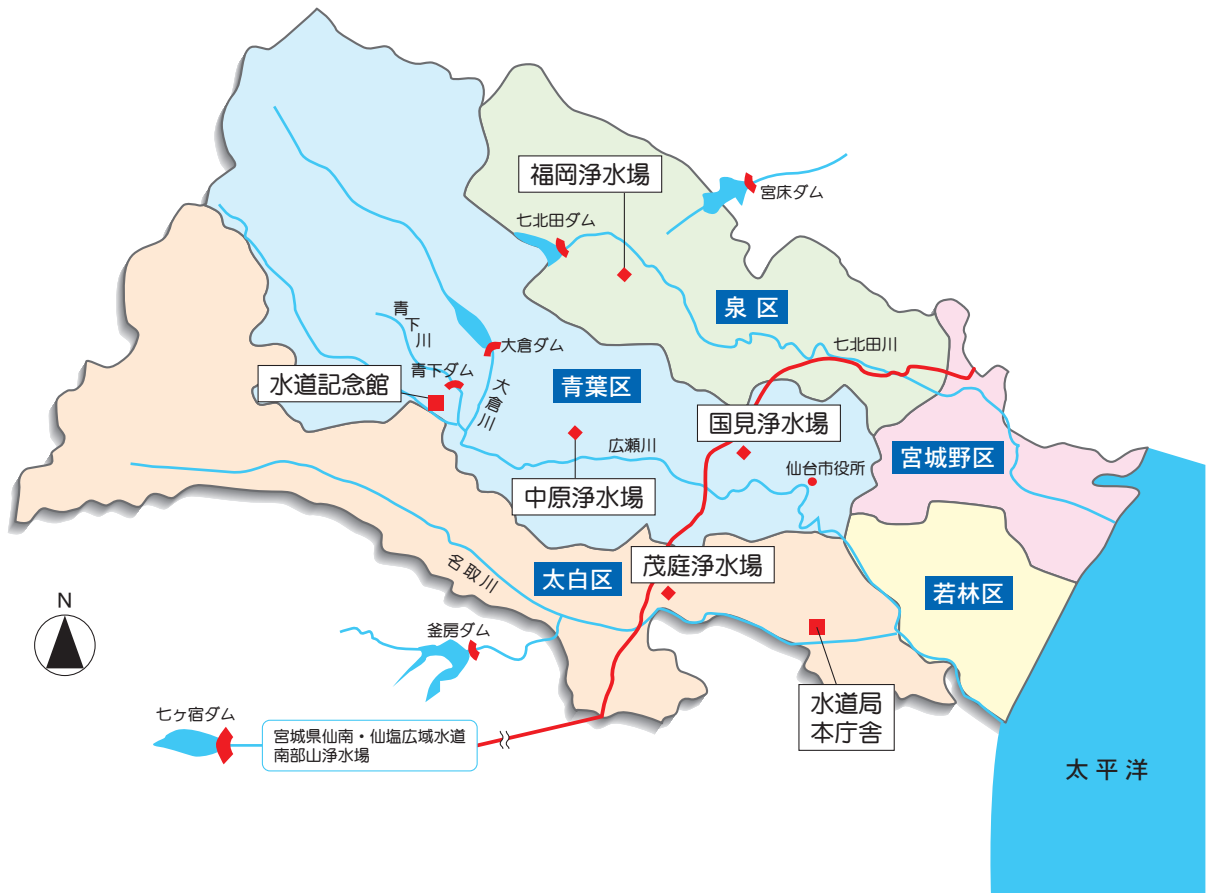 福岡浄水場
宮床ダム
七北田ダム
泉区
青下川
大倉ダム
七北田川
青下ダム
水道記念館
大倉川
青葉区
国見浄水場
広瀬川
宮城野区
仙台市役所
中原浄水場
名取川
太白区
茂庭浄水場
若林区
N
釜房ダム
水道局
本庁舎
七ヶ宿ダム
宮城県仙南・仙塩広域水道
南部山浄水場
太平洋